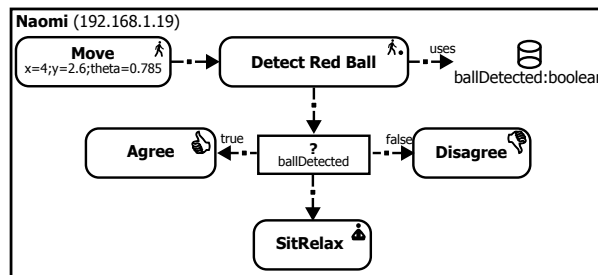 Naomi (192.168.1.19)
Move
x=4;y=2.6;theta=0.785
Detect Red Ball
uses
ballDetected:boolean
Agree
true
?
ballDetected
false
Disagree
SitRelax